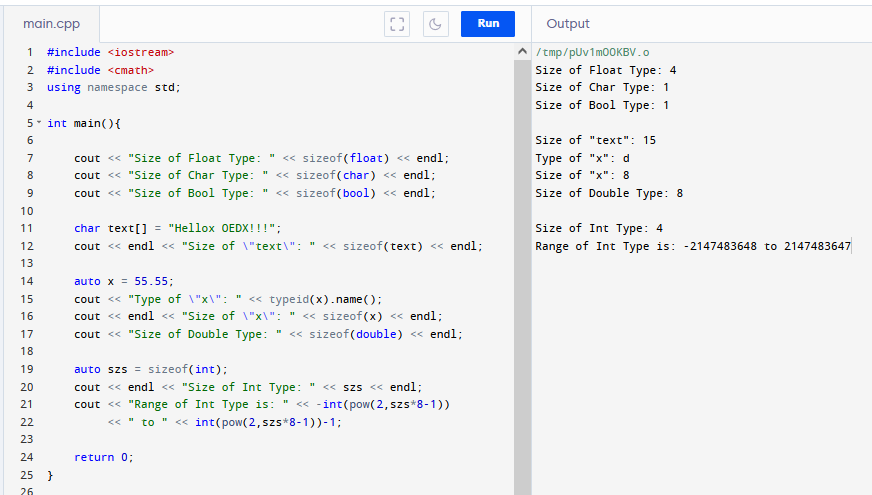 main.cpp
Run
Output
1 #include <iostream>
2 #include <cmath>
3 using namespace std;
4
5 int main(){
6
7 cout << "Size of Float Type: " << sizeof(float) << endl;
8 cout << "Size of Char Type: " << sizeof(char) << endl;
9 cout << "Size of Bool Type: " << sizeof(bool) << endl;
10
11 char text[] = "Hellox OEDX!!!";
12 cout << endl << "Size of \"text\": " << sizeof(text) << endl;
13
14 auto x = 55.55;
15 cout << "Type of \"x\": " << typeid(x).name();
16 cout << endl << "Size of \"x\": " << sizeof(x) << endl;
17 cout << "Size of Double Type: " << sizeof(double) << endl;
18
19 auto szs = sizeof(int);
20 cout << endl << "Size of Int Type: " << szs << endl;
21 cout << "Range of Int Type is: " << -int(pow(2,szs*8-1))
22 << " to " << int(pow(2,szs*8-1))-1;
23
24 return 0;
25 }
26
/tmp/pUv1mOOKBV.o
Size of Float Type: 4
Size of Char Type: 1
Size of Bool Type: 1
Size of "text": 15
Type of "x": d
Size of "x": 8
Size of Double Type: 8
Size of Int Type: 4
Range of Int Type is: -2147483648 to 2147483647